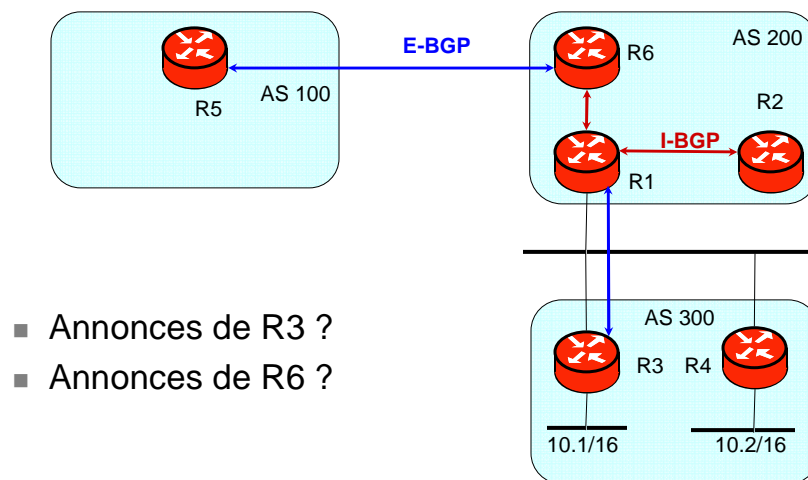 E-BGP
AS 200
R6
AS 100
R5
R2
I-BGP
R1
AS 300
Annonces de R3 ?
Annonces de R6 ?
R3
R4
10.1/16
10.2/16